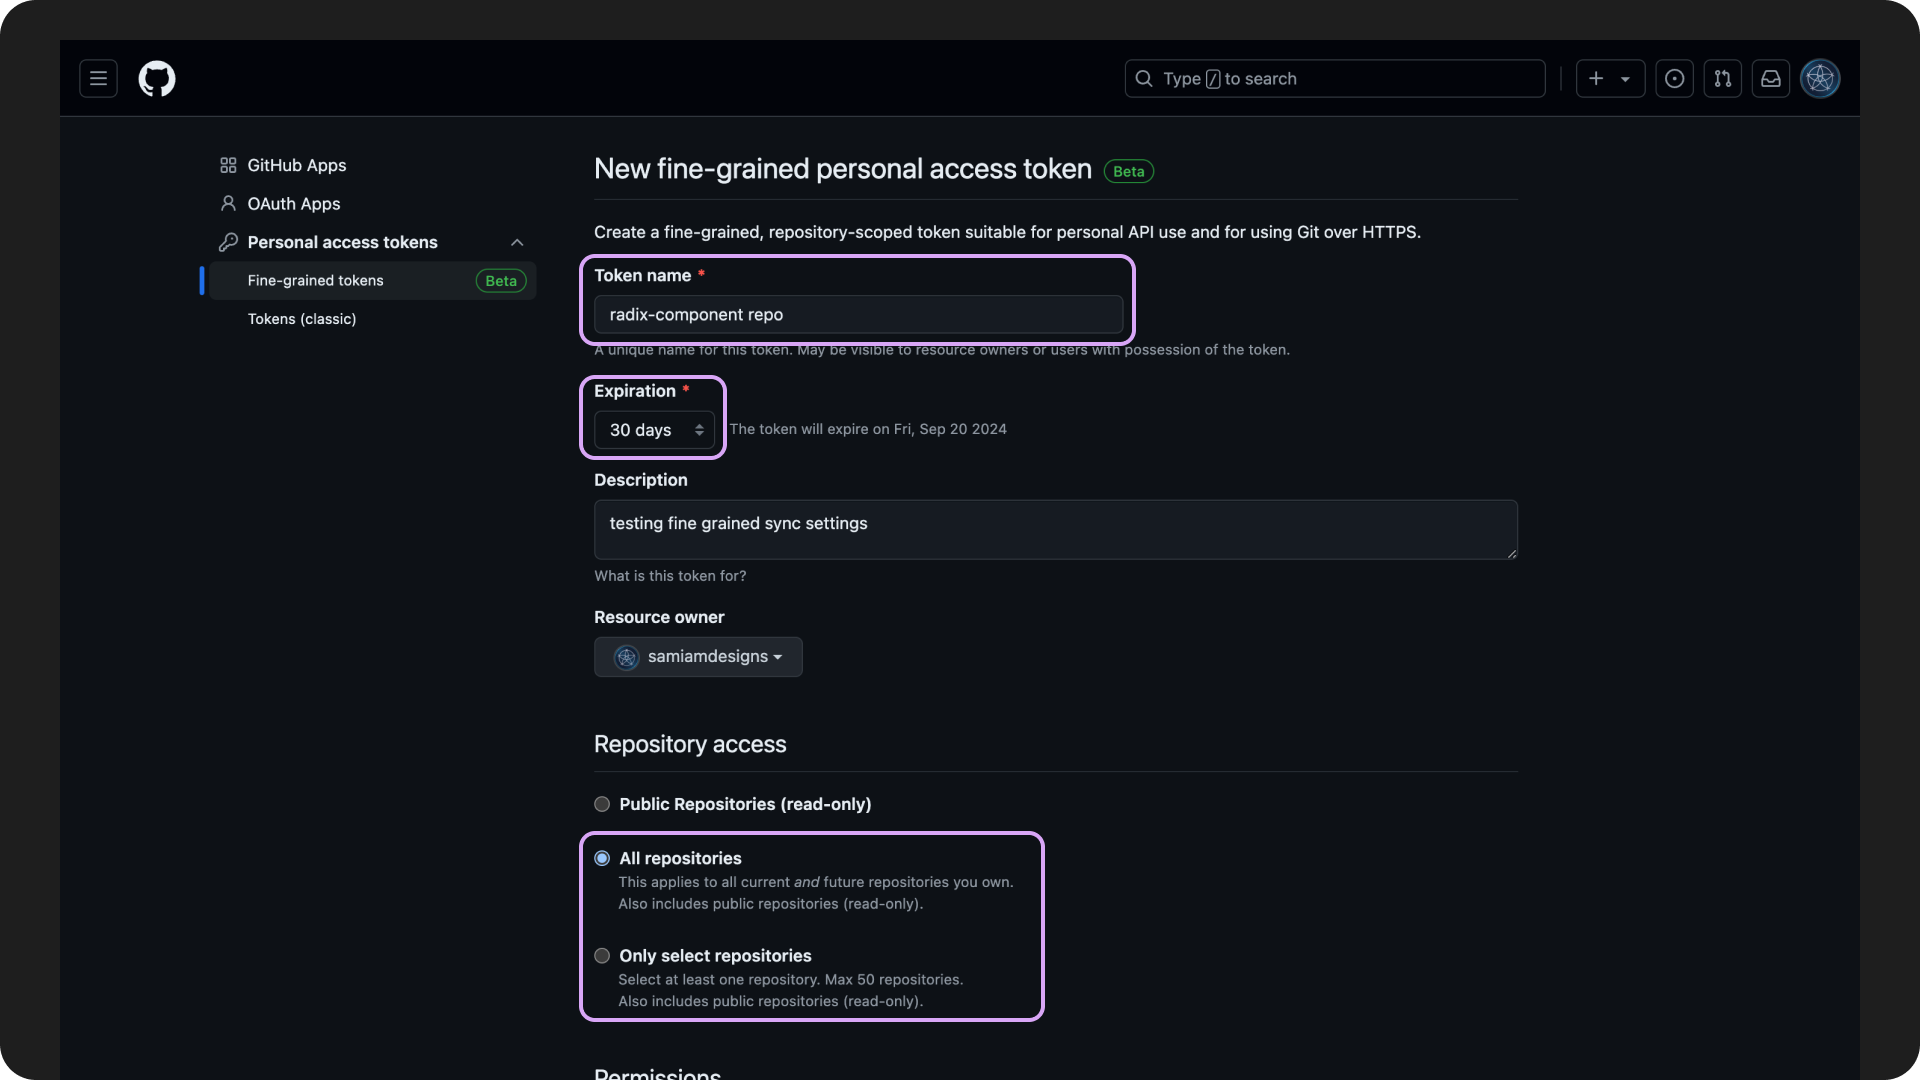 Type / to search
GitHub Apps
OAuth Apps
Personal access tokens
Fine-grained tokens Beta
Tokens (classic)
New fine-grained personal access token Beta
Create a fine-grained, repository-scoped token suitable for personal API use and for using Git over HTTPS.
Token name *
radix-component repo
A unique name for this token. May be visible to resource owners or users with possession of the token.
Expiration *
30 days The token will expire on Fri, Sep 20 2024
Description
testing fine grained sync settings
What is this token for?
Resource owner
samiamdesigns
Repository access
Public Repositories (read-only)
All repositories
This applies to all current and future repositories you own.
Also includes public repositories (read-only).
Only select repositories
Select at least one repository. Max 50 repositories.
Also includes public repositories (read-only).
Permissions